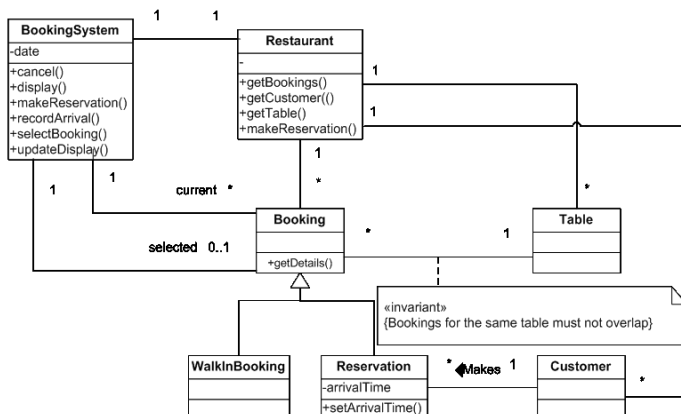 BookingSystem
-date
+cancel()
+display()
+makeReservation()
+recordArrival()
+selectBooking()
+updateDisplay()
1 1
Restaurant
-
+getBookings()
+getCustomer(()
+getTable()
+makeReservation()
1
1
1
*
1
1
current *
selected 0..1
Booking
+getDetails()
* 1
*
Table
«invariant»
{Bookings for the same table must not overlap}
WalkInBooking
Reservation
-arrivalTime
+setArrivalTime()
* Makes 1
Customer
*